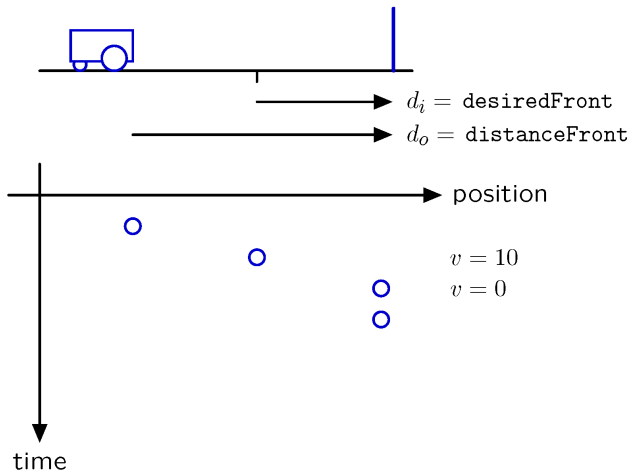 d_i = desiredFront
d_o = distanceFront
position
v = 10
v = 0
time